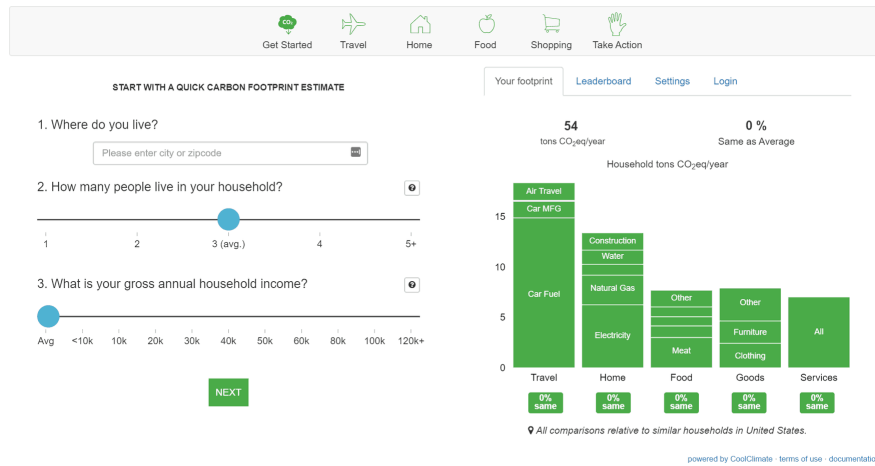 CO₂
Get Started Travel Home Food Shopping Take Action
START WITH A QUICK CARBON FOOTPRINT ESTIMATE
1. Where do you live?
Please enter city or zipcode
2. How many people live in your household?
1 2 3 (avg.) 4 5+
3. What is your gross annual household income?
Avg <10k 10k 20k 30k 40k 50k 60k 80k 100k 120k+
NEXT
Your footprint Leaderboard Settings Login
54 0 %
tons CO₂eq/year Same as Average
Household tons CO₂eq/year
15
10
5
0
Air Travel
Car MFG
Car Fuel
Construction
Water
Natural Gas
Electricity
Other
Meat
Other
Furniture
Clothing
All
Travel Home Food Goods Services
0% 0% 0% 0% 0%
same same same same same
All comparisons relative to similar households in United States.
powered by CoolClimate - terms of use - documentatic